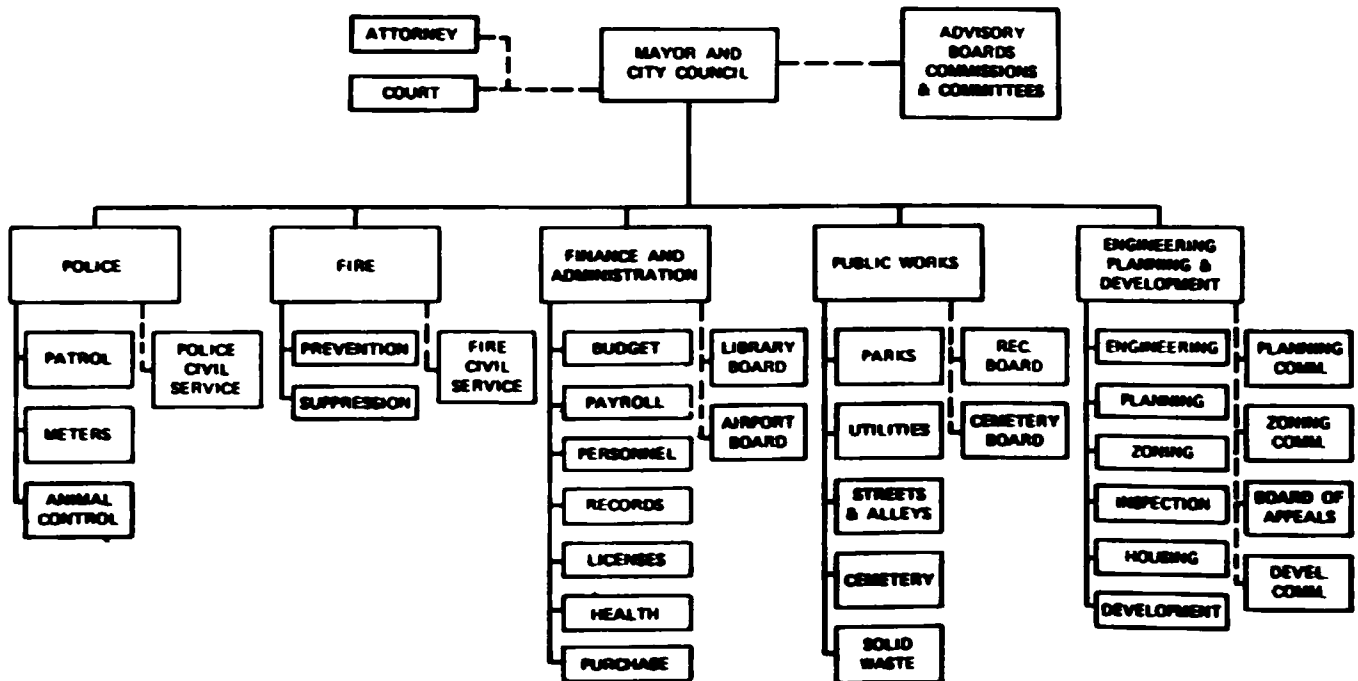 ATTORNEY
COURT
MAYOR AND
CITY COUNCIL
ADVISORY
BOARDS
COMMISSIONS
& COMMITTEES
POLICE
FIRE
FINANCE AND
ADMINISTRATION
PUBLIC WORKS
ENGINEERING
PLANNING &
DEVELOPMENT
PATROL
METERS
ANIMAL
CONTROL
POLICE
CIVIL
SERVICE
PREVENTION
SUPPRESSION
FIRE
CIVIL
SERVICE
BUDGET
PAYROLL
PERSONNEL
RECORDS
LICENSES
HEALTH
PURCHASE
LIBRARY
BOARD
AIRPORT
BOARD
PARKS
UTILITIES
STREETS
& ALLEYS
CEMETERY
SOLID
WASTE
REC.
BOARD
CEMETERY
BOARD
ENGINEERING
PLANNING
ZONING
INSPECTION
HOUSING
DEVELOPMENT
PLANNING
COMM.
ZONING
COMM.
BOARD OF
APPEALS
DEVEL.
COMM.